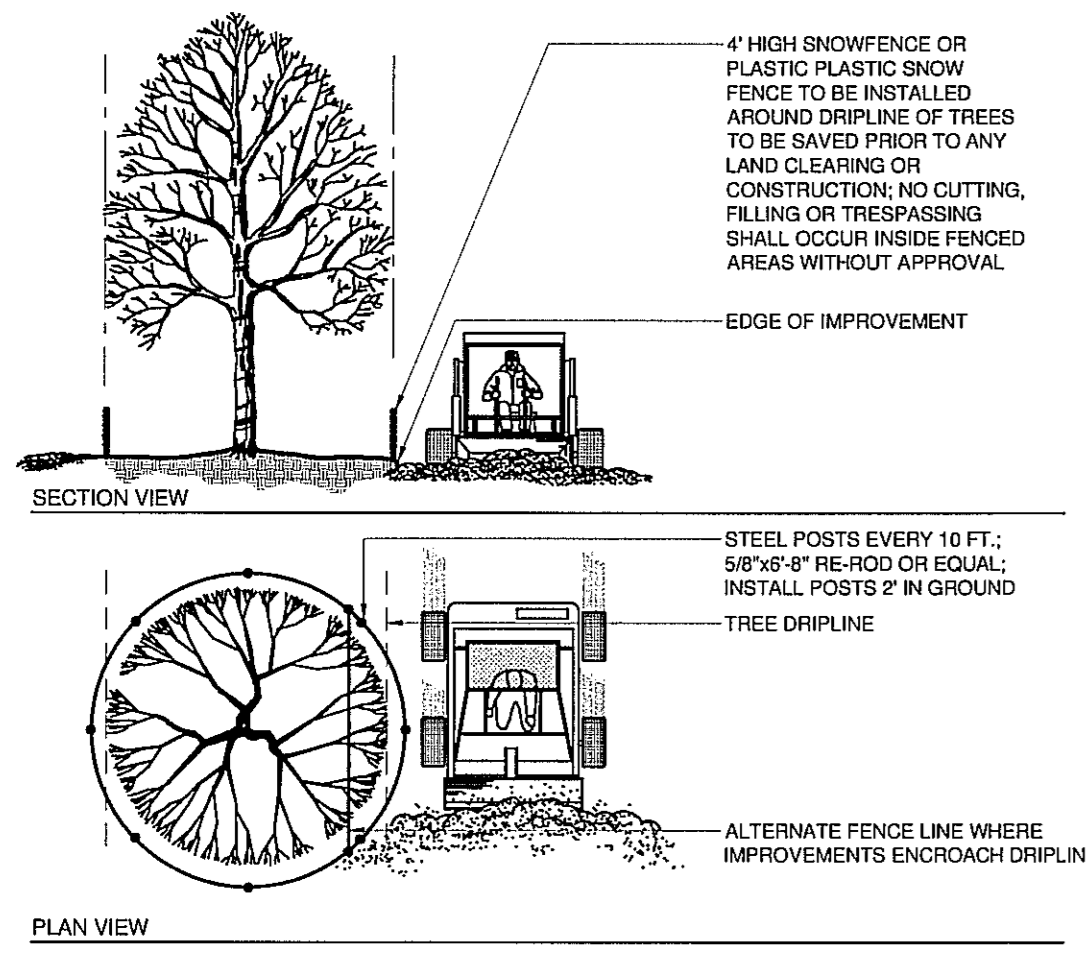 4' HIGH SNOWFENCE OR
PLASTIC PLASTIC SNOW
FENCE TO BE INSTALLED
AROUND DRIPLINE OF TREES
TO BE SAVED PRIOR TO ANY
LAND CLEARING OR
CONSTRUCTION; NO CUTTING,
FILLING OR TRESPASSING
SHALL OCCUR INSIDE FENCED
AREAS WITHOUT APPROVAL
EDGE OF IMPROVEMENT
SECTION VIEW
STEEL POSTS EVERY 10 FT.;
5/8"x6'-8" RE-ROD OR EQUAL;
INSTALL POSTS 2' IN GROUND
TREE DRIPLINE
ALTERNATE FENCE LINE WHERE
IMPROVEMENTS ENCROACH DRIPLIN
PLAN VIEW